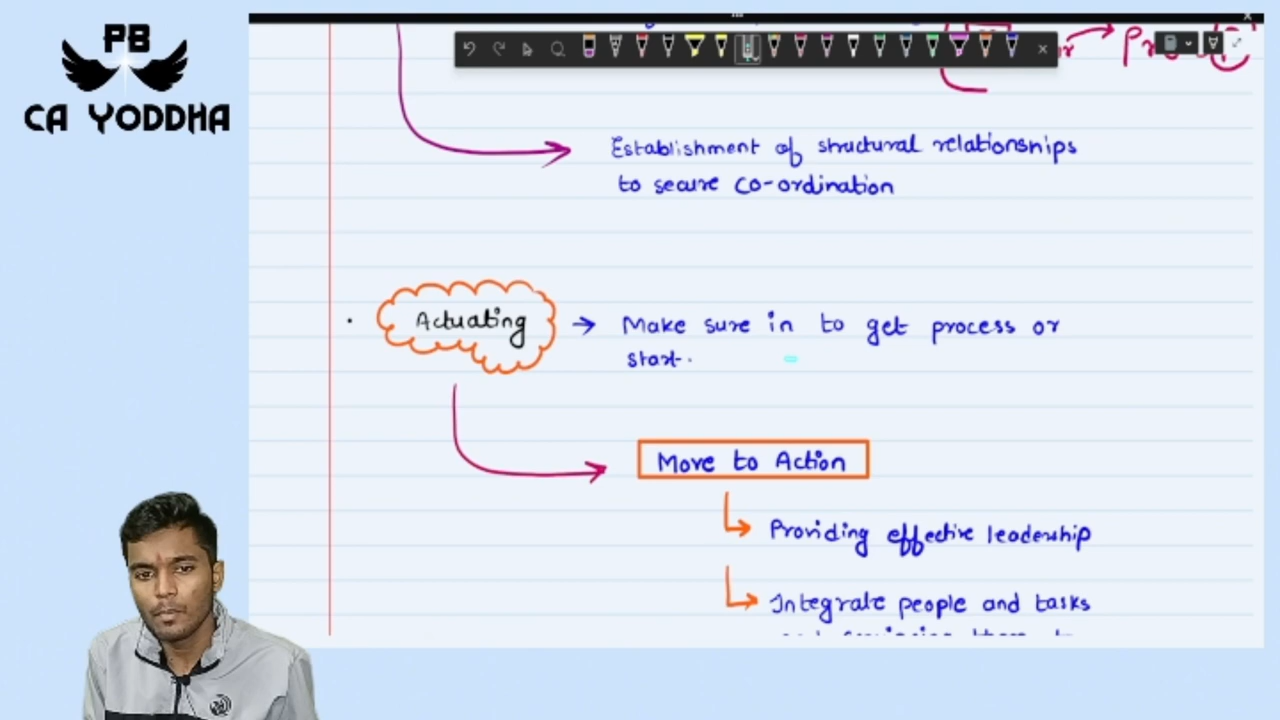 PB
CA YODDHA
Establishment of structural relationships
to secure co-ordination
Actuating → Make sure in to get process or
start.
Move to Action
Providing effective leadership
Integrate people and tasks